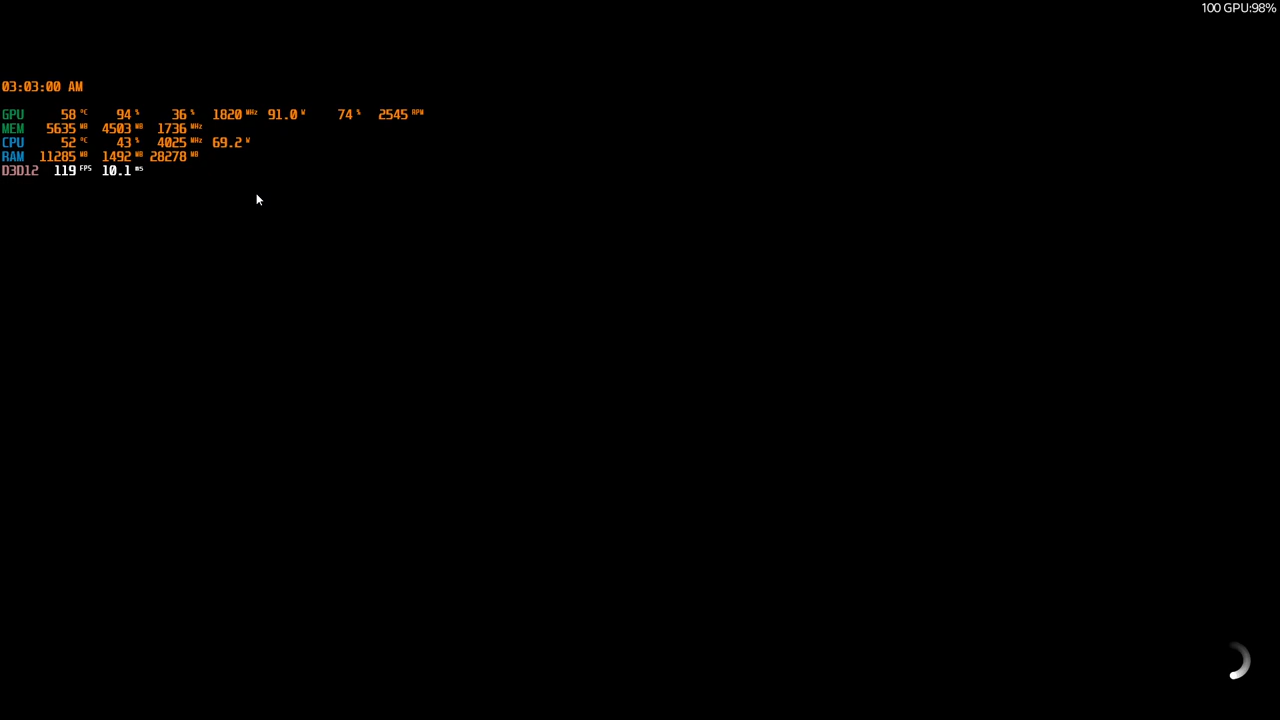 100 GPU:98%
03:03:00 AM
GPU 58 °C 94 % 36 % 1820 MHz 91.0 W 74 % 2545 RPM
MEM 5635 MB 4503 MB 1736 MHz
CPU 52 °C 43 % 4025 MHz 69.2 W
RAM 11285 MB 1492 MB 28278 MB
D3D12 119 FPS 10.1 ms